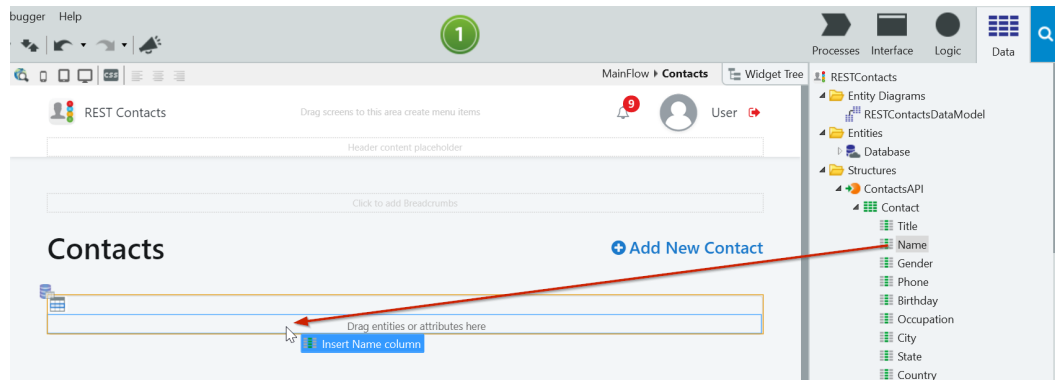 bugger Help
1
Processes Interface Logic Data
CSS
MainFlow Contacts Widget Tree
RESTContacts
Entity Diagrams
RESTContactsDataModel
Entities
Database
Structures
ContactsAPI
Contact
Title
Name
Gender
Phone
Birthday
Occupation
City
State
Country
REST Contacts
Drag screens to this area create menu items
9
User
Header content placeholder
Click to add Breadcrumbs
Contacts
Add New Contact
Drag entities or attributes here
Insert Name column